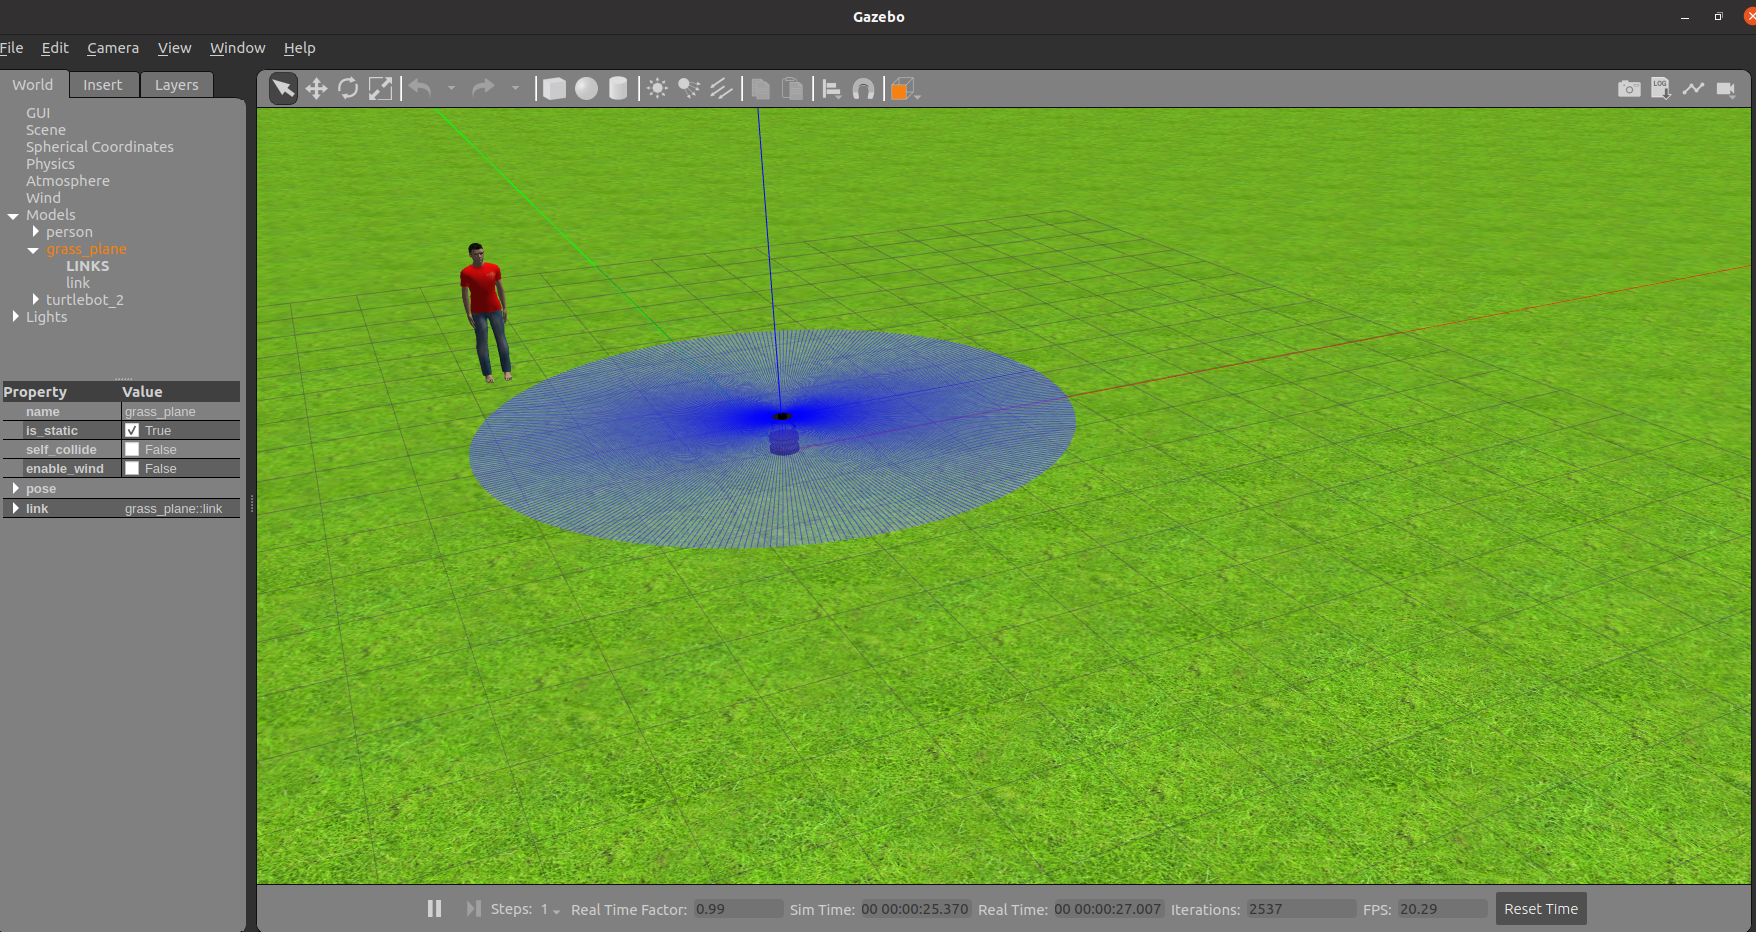 Gazebo
File Edit Camera View Window Help
World Insert Layers
GUI
Scene
Spherical Coordinates
Physics
Atmosphere
Wind
Models
person
grass_plane
LINKS
link
turtlebot_2
Lights
Property Value
name grass_plane
is_static True
self_collide False
enable_wind False
pose
link grass_plane::link
LOG
Steps: 1 Real Time Factor: 0.99 Sim Time: 00 00:00:25.370 Real Time: 00 00:00:27.007 Iterations: 2537 FPS: 20.29 Reset Time